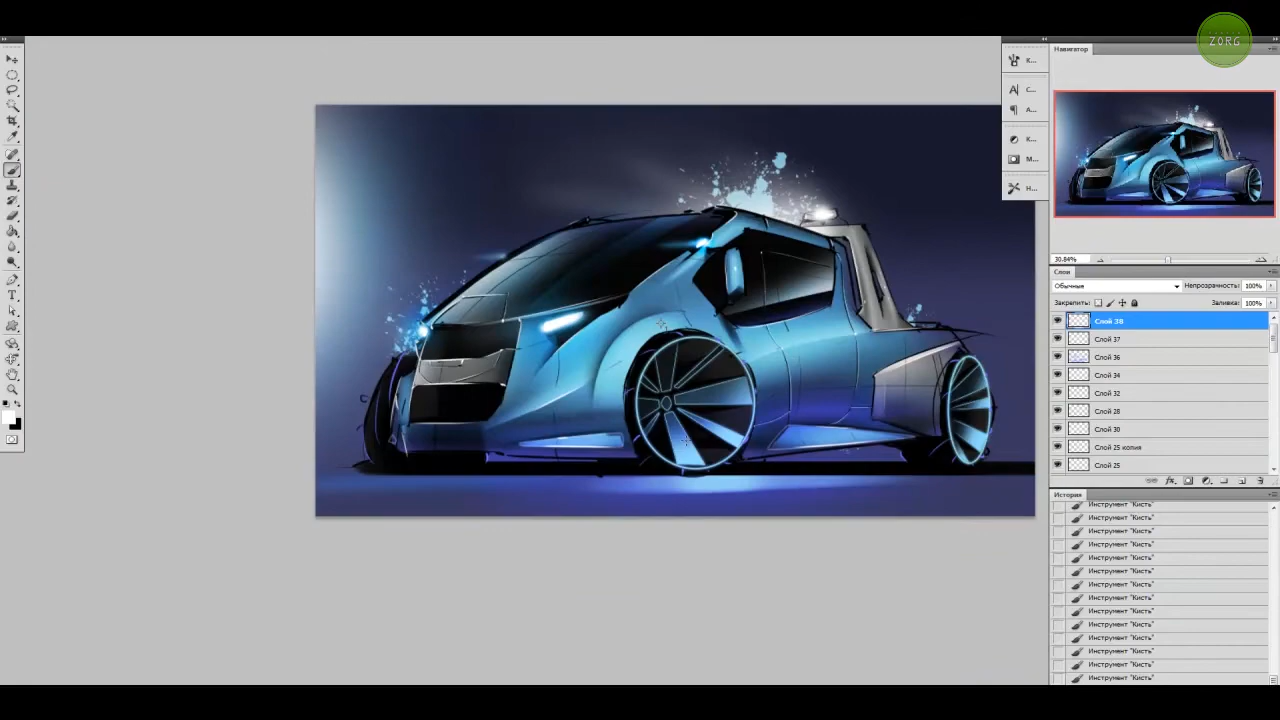 ZORG
Навигатор
К...
С...
А...
К...
М...
Н...
30.84%
Слои
Обычные
Непрозрачность: 100%
Закрепить:
Заливка: 100%
Слой 38
Слой 37
Слой 36
Слой 34
Слой 32
Слой 28
Слой 30
Слой 25 копия
Слой 25
История
Инструмент "Кисть"
Инструмент "Кисть"
Инструмент "Кисть"
Инструмент "Кисть"
Инструмент "Кисть"
Инструмент "Кисть"
Инструмент "Кисть"
Инструмент "Кисть"
Инструмент "Кисть"
Инструмент "Кисть"
Инструмент "Кисть"
Инструмент "Кисть"
Инструмент "Кисть"
Инструмент "Кисть"